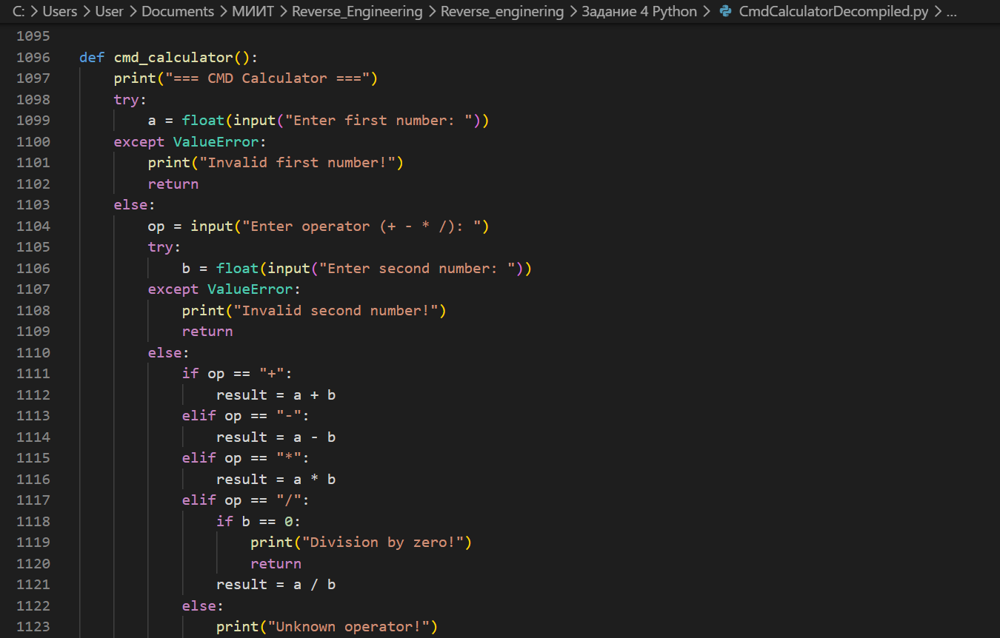 C: > Users > User > Documents > МИИТ > Reverse_Engineering > Reverse_enginering > Задание 4 Python > CmdCalculatorDecompiled.py > ...
1095
1096 def cmd_calculator():
1097     print("=== CMD Calculator ===")
1098     try:
1099         a = float(input("Enter first number: "))
1100     except ValueError:
1101         print("Invalid first number!")
1102         return
1103     else:
1104         op = input("Enter operator (+ - * /): ")
1105         try:
1106             b = float(input("Enter second number: "))
1107         except ValueError:
1108             print("Invalid second number!")
1109             return
1110         else:
1111             if op == "+":
1112                 result = a + b
1113             elif op == "-":
1114                 result = a - b
1115             elif op == "*":
1116                 result = a * b
1117             elif op == "/":
1118                 if b == 0:
1119                     print("Division by zero!")
1120                     return
1121                 result = a / b
1122             else:
1123                 print("Unknown operator!")